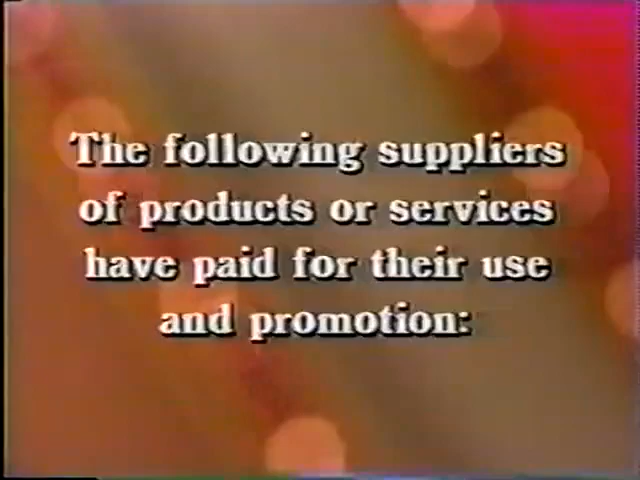 The following suppliers
of products or services
have paid for their use
and promotion: